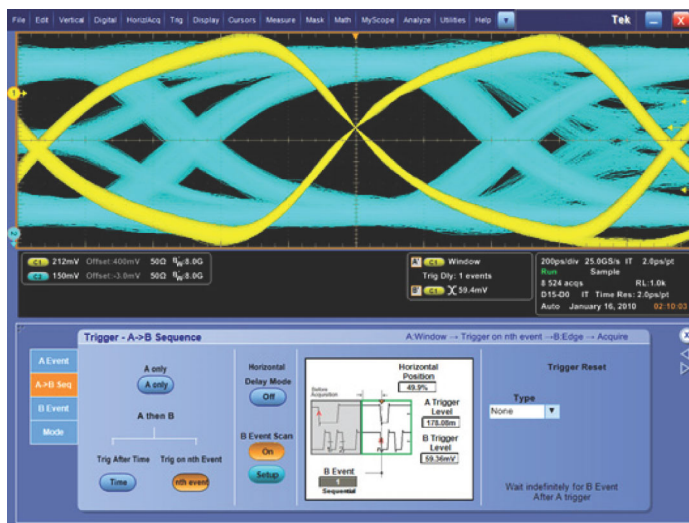 File Edit Vertical Digital Horiz/Acq Trig Display Cursors Measure Mask Math MyScope Analyze Utilities Help Tek X
1
2
C1 212mV Offset:400mV 50Ω BW:8.0G
C2 150mV Offset:-3.0mV 50Ω BW:8.0G
A' C1 Window
Trig Dly: 1 events
B' C1 59.4mV
200ps/div 25.0GS/s IT 2.0ps/pt
Run Sample
8 524 acqs RL:1.0k
D15-D0 IT Time Res: 2.0ps/pt
Auto January 16, 2010 02:10:03
Trigger - A->B Sequence
A:Window → Trigger on nth event →B:Edge → Acquire
X
A Event
A->B Seq
B Event
Mode
A only
A only
A then B
Trig After Time
Trig on nth Event
Time
nth event
Horizontal
Delay Mode
Off
B Event Scan
On
Setup
Before
Acquisition
A
1 2
B
Horizontal
Position
49.9%
A Trigger
Level
178.08m
B Trigger
Level
59.36mV
B Event
1
Sequential
Trigger Reset
Type
None
Wait indefinitely for B Event
After A trigger